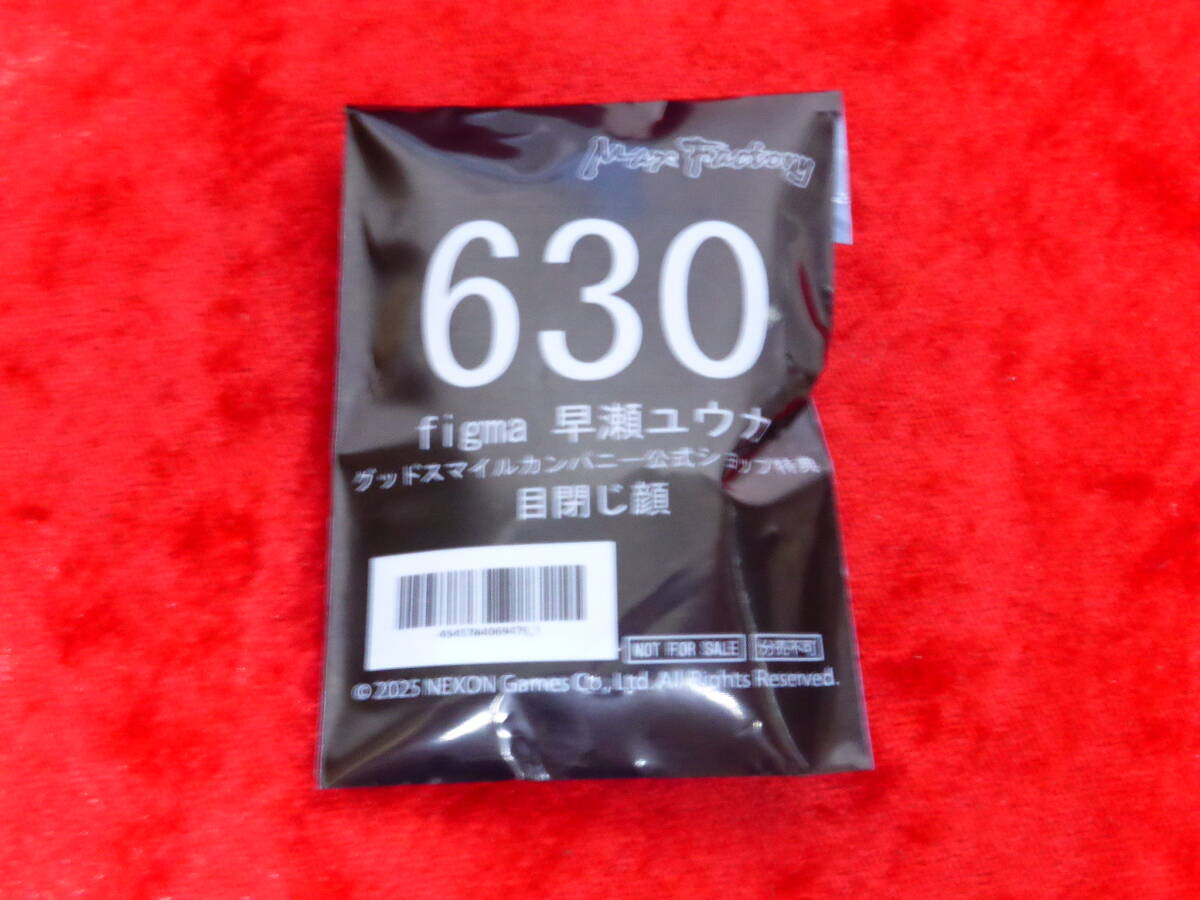 Max Factory
630
figma 早瀬ユウカ
グッドスマイルカンパニー公式ショップ特典
目閉じ顔
NOT FOR SALE 分売不可
© 2025 NEXON Games Co., Ltd. All Rights Reserved.